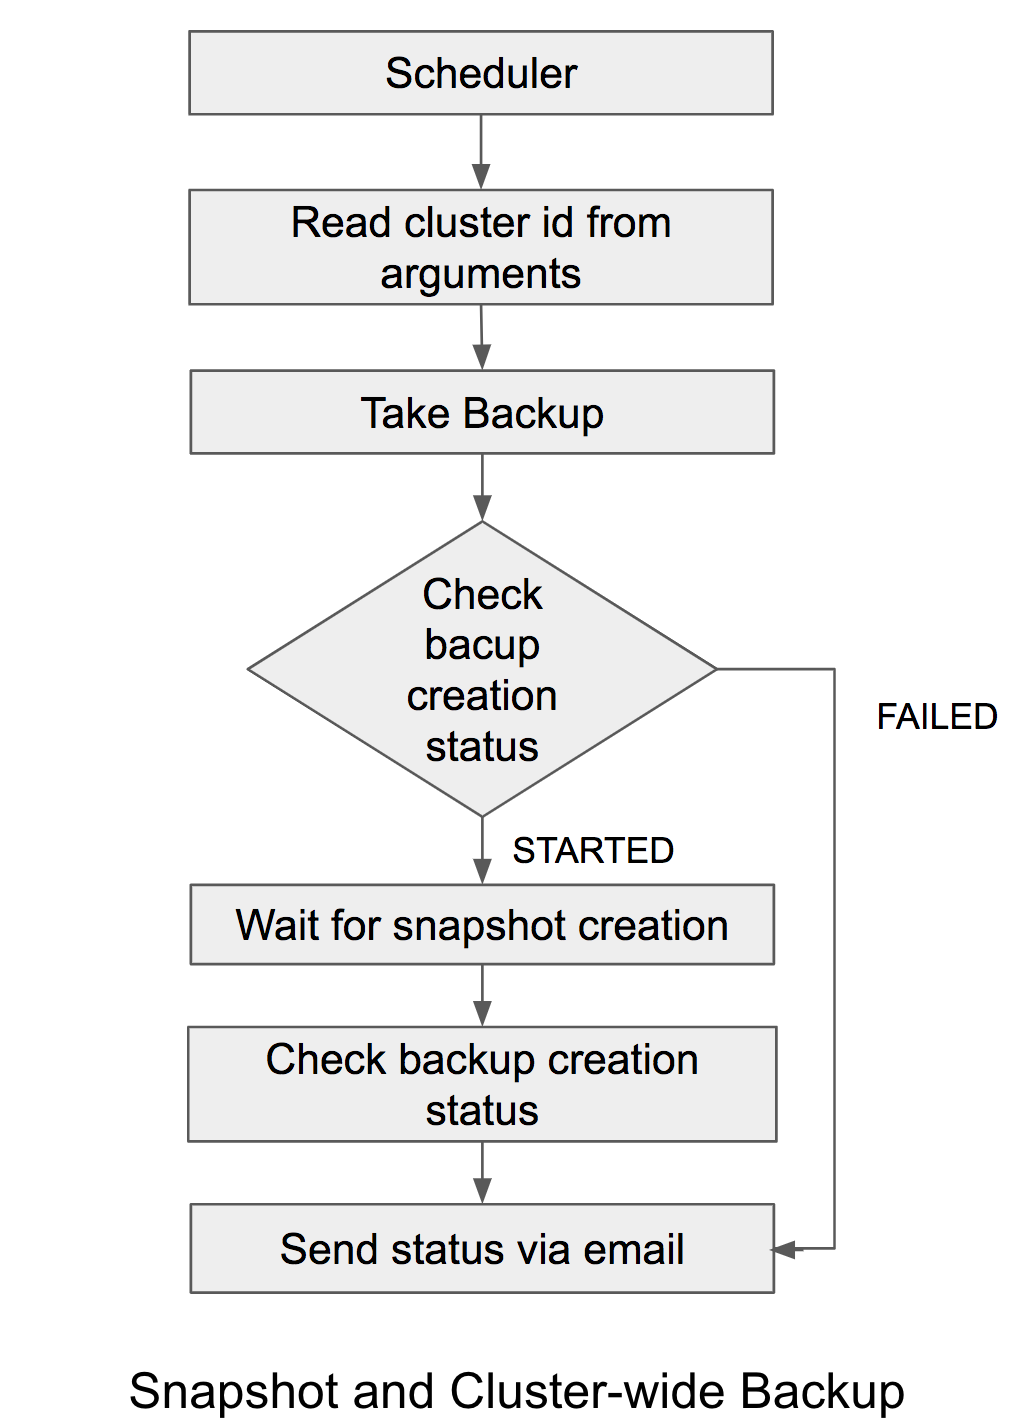 Scheduler
Read cluster id from
arguments
Take Backup
Check
bacup
creation
status
FAILED
STARTED
Wait for snapshot creation
Check backup creation
status
Send status via email
Snapshot and Cluster-wide Backup